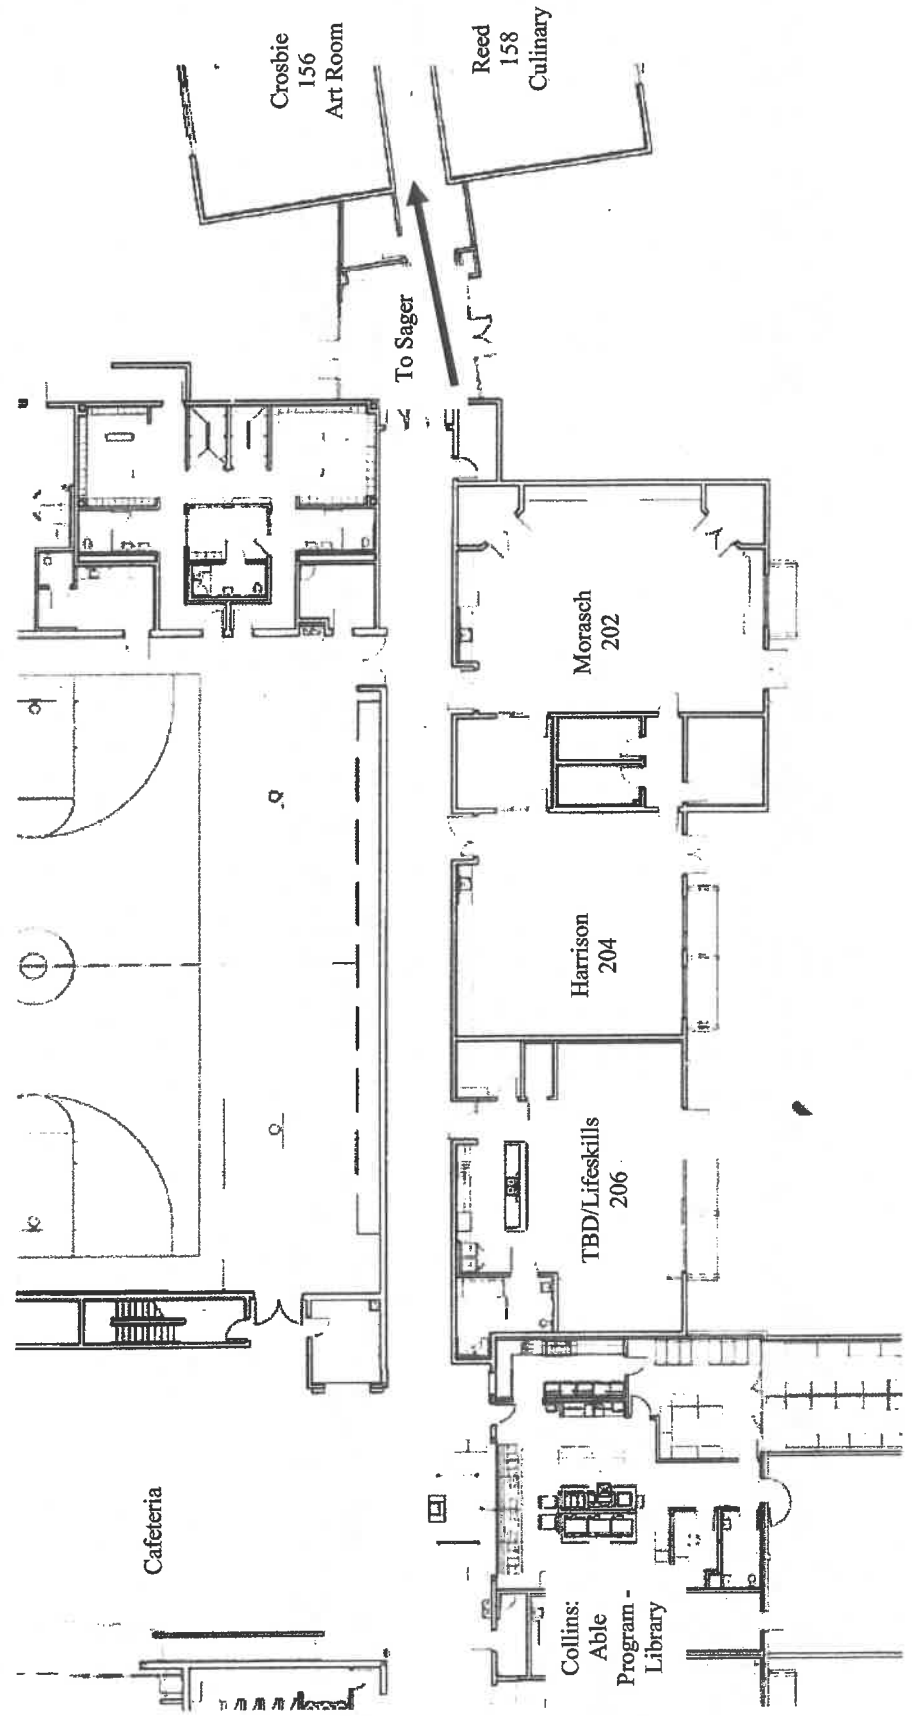 Crosbie
156
Art Room
Reed
158
Culinary
To Sager
Morasch
202
Harrison
204
TBD/Lifeskills
206
Cafeteria
Collins:
Able
Program -
Library